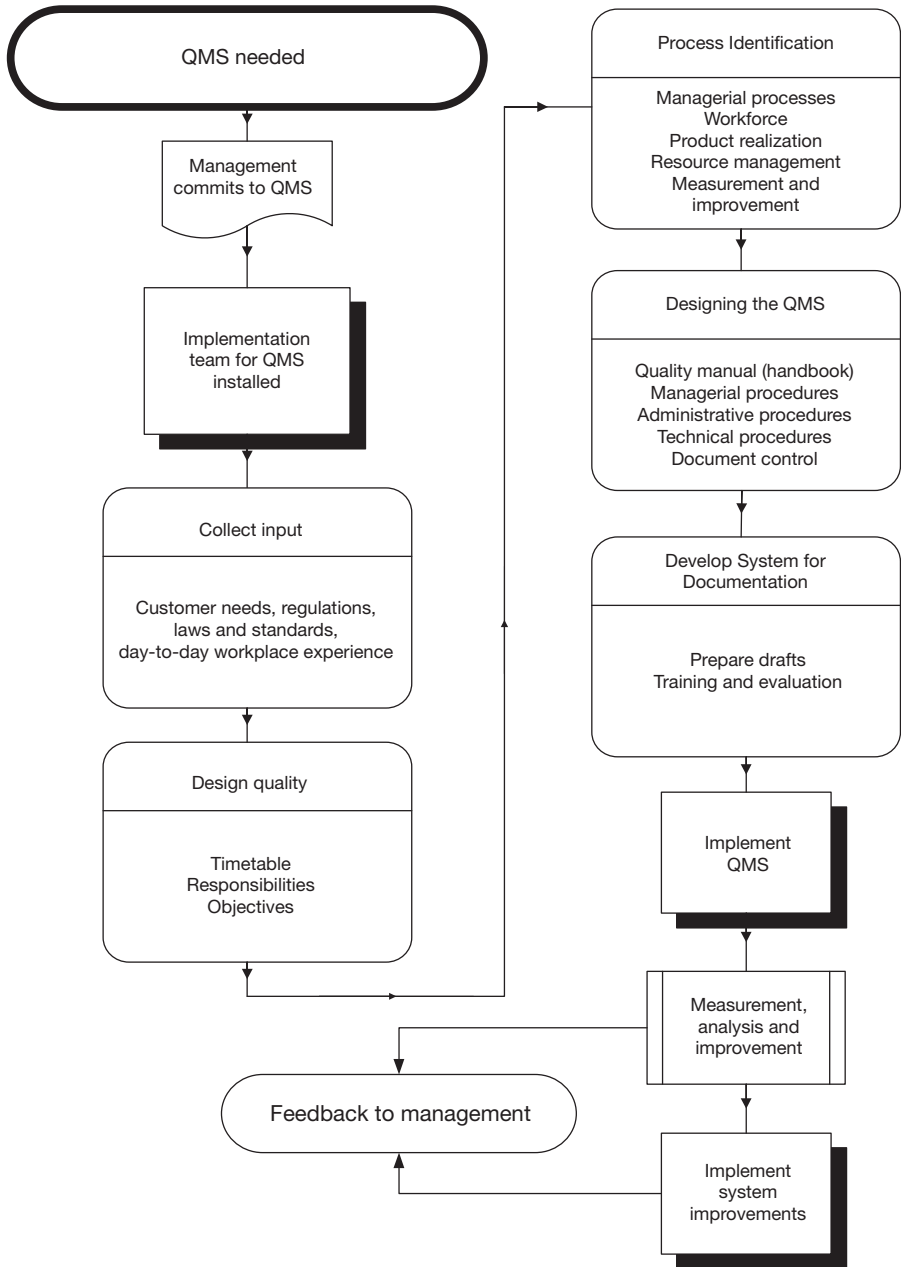 QMS needed
Management
commits to QMS
Implementation
team for QMS
installed
Collect input
Customer needs, regulations,
laws and standards,
day-to-day workplace experience
Design quality
Timetable
Responsibilities
Objectives
Process Identification
Managerial processes
Workforce
Product realization
Resource management
Measurement and
improvement
Designing the QMS
Quality manual (handbook)
Managerial procedures
Administrative procedures
Technical procedures
Document control
Develop System for
Documentation
Prepare drafts
Training and evaluation
Implement
QMS
Measurement,
analysis and
improvement
Feedback to management
Implement
system
improvements